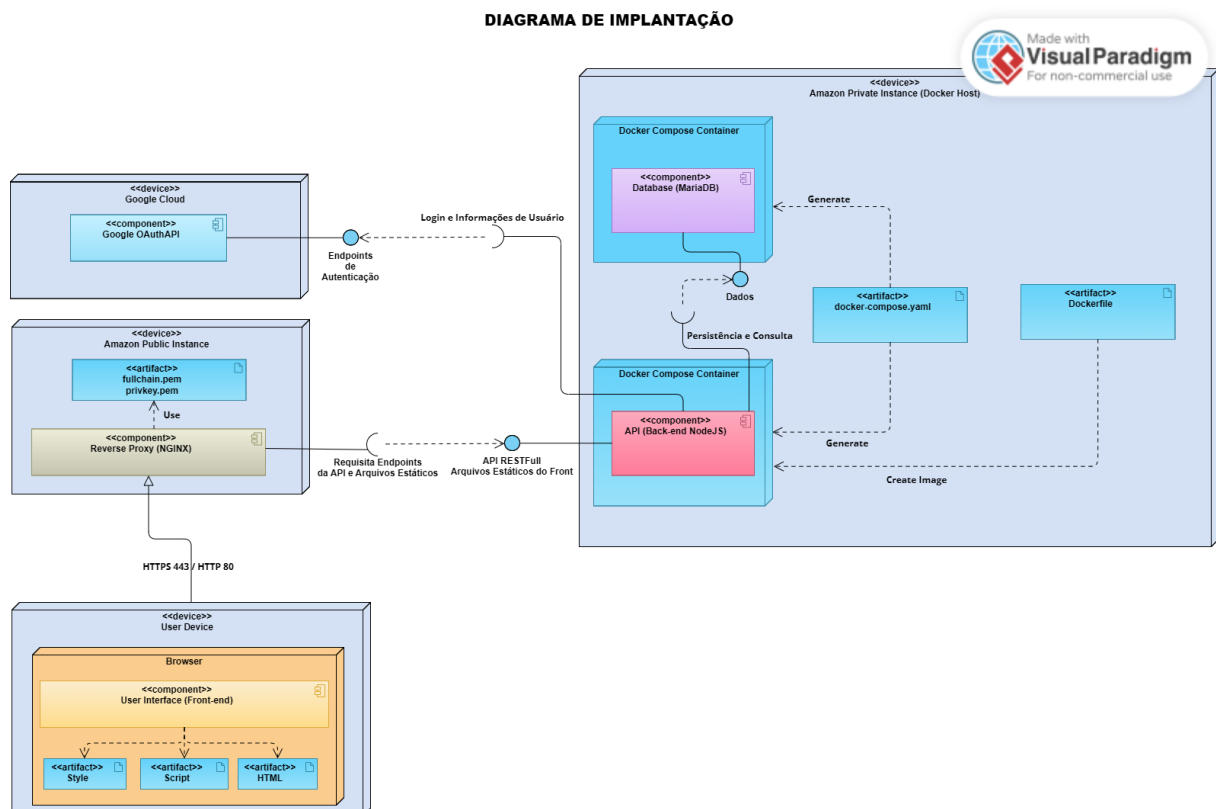 DIAGRAMA DE IMPLANTAÇÃO
Made with
Visual Paradigm
For non-commercial use
<<device>>
Amazon Private Instance (Docker Host)
Docker Compose Container
<<component>>
Database (MariaDB)
Generate
<<device>>
Google Cloud
<<component>>
Google OAuthAPI
Login e Informações de Usuário
Endpoints
de
Autenticação
Dados
<<artifact>>
docker-compose.yaml
<<artifact>>
Dockerfile
Persistência e Consulta
<<device>>
Amazon Public Instance
<<artifact>>
fullchain.pem
privkey.pem
Use
<<component>>
Reverse Proxy (NGINX)
Requisita Endpoints
da API e Arquivos Estáticos
API RESTFull
Arquivos Estáticos do Front
Docker Compose Container
<<component>>
API (Back-end NodeJS)
Generate
Create Image
HTTPS 443 / HTTP 80
<<device>>
User Device
Browser
<<component>>
User Interface (Front-end)
<<artifact>>
Style
<<artifact>>
Script
<<artifact>>
HTML